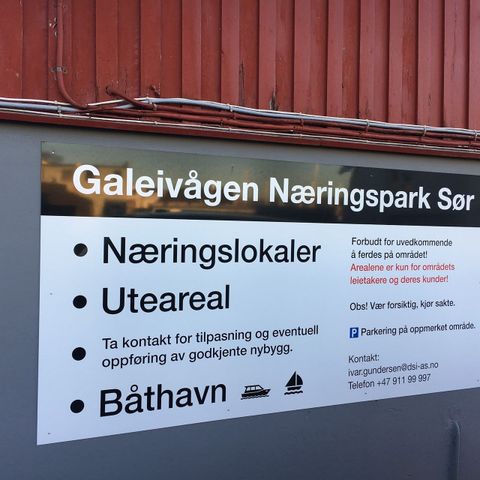 Galeivågen Næringspark Sør
• Næringslokaler
• Uteareal
• Ta kontakt for tilpasning og eventuell
oppføring av godkjente nybygg.
• Båthavn
Forbudt for uvedkommende
å ferdes på området!
Arealene er kun for områdets
leietakere og deres kunder!
Obs! Vær forsiktig, kjør sakte.
P Parkering på oppmerket område.
Kontakt:
ivar.gundersen@dsi-as.no
Telefon +47 911 99 997